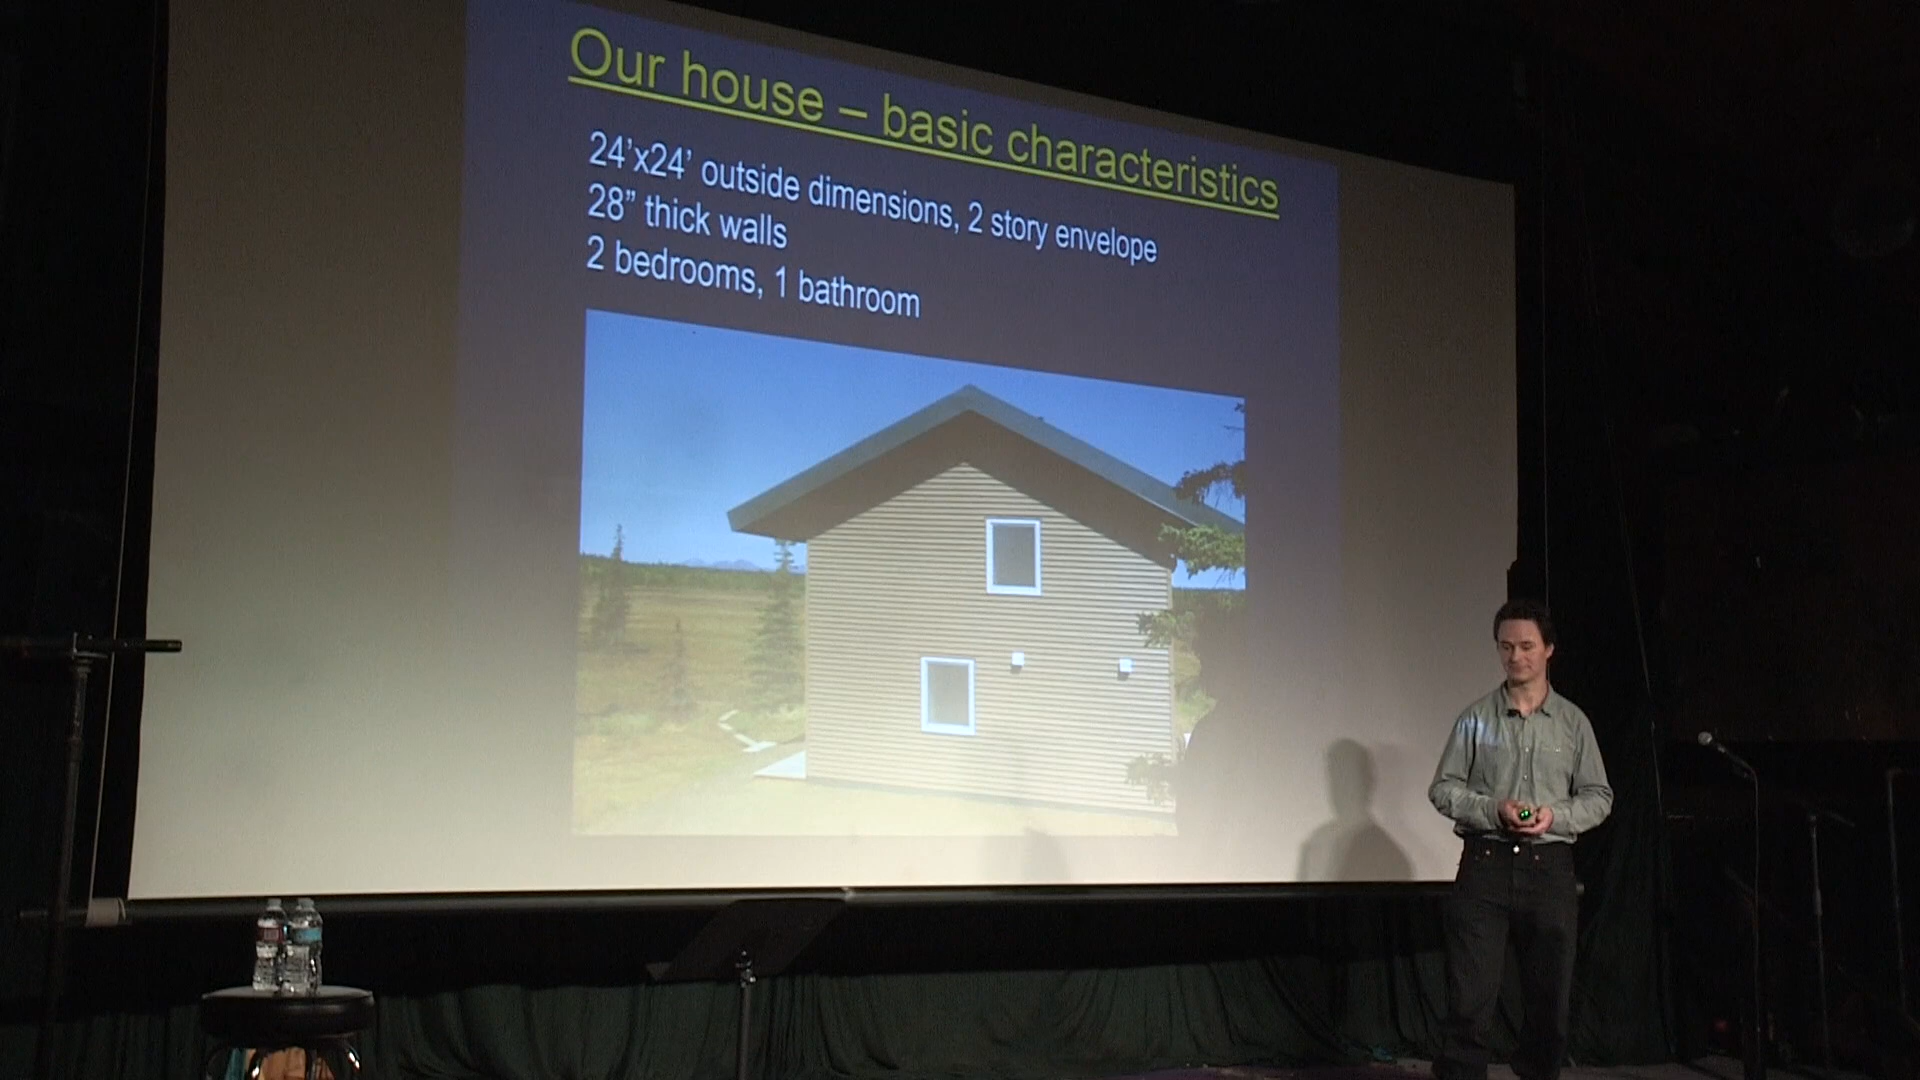 Our house – basic characteristics
24’x24’ outside dimensions, 2 story envelope
28” thick walls
2 bedrooms, 1 bathroom